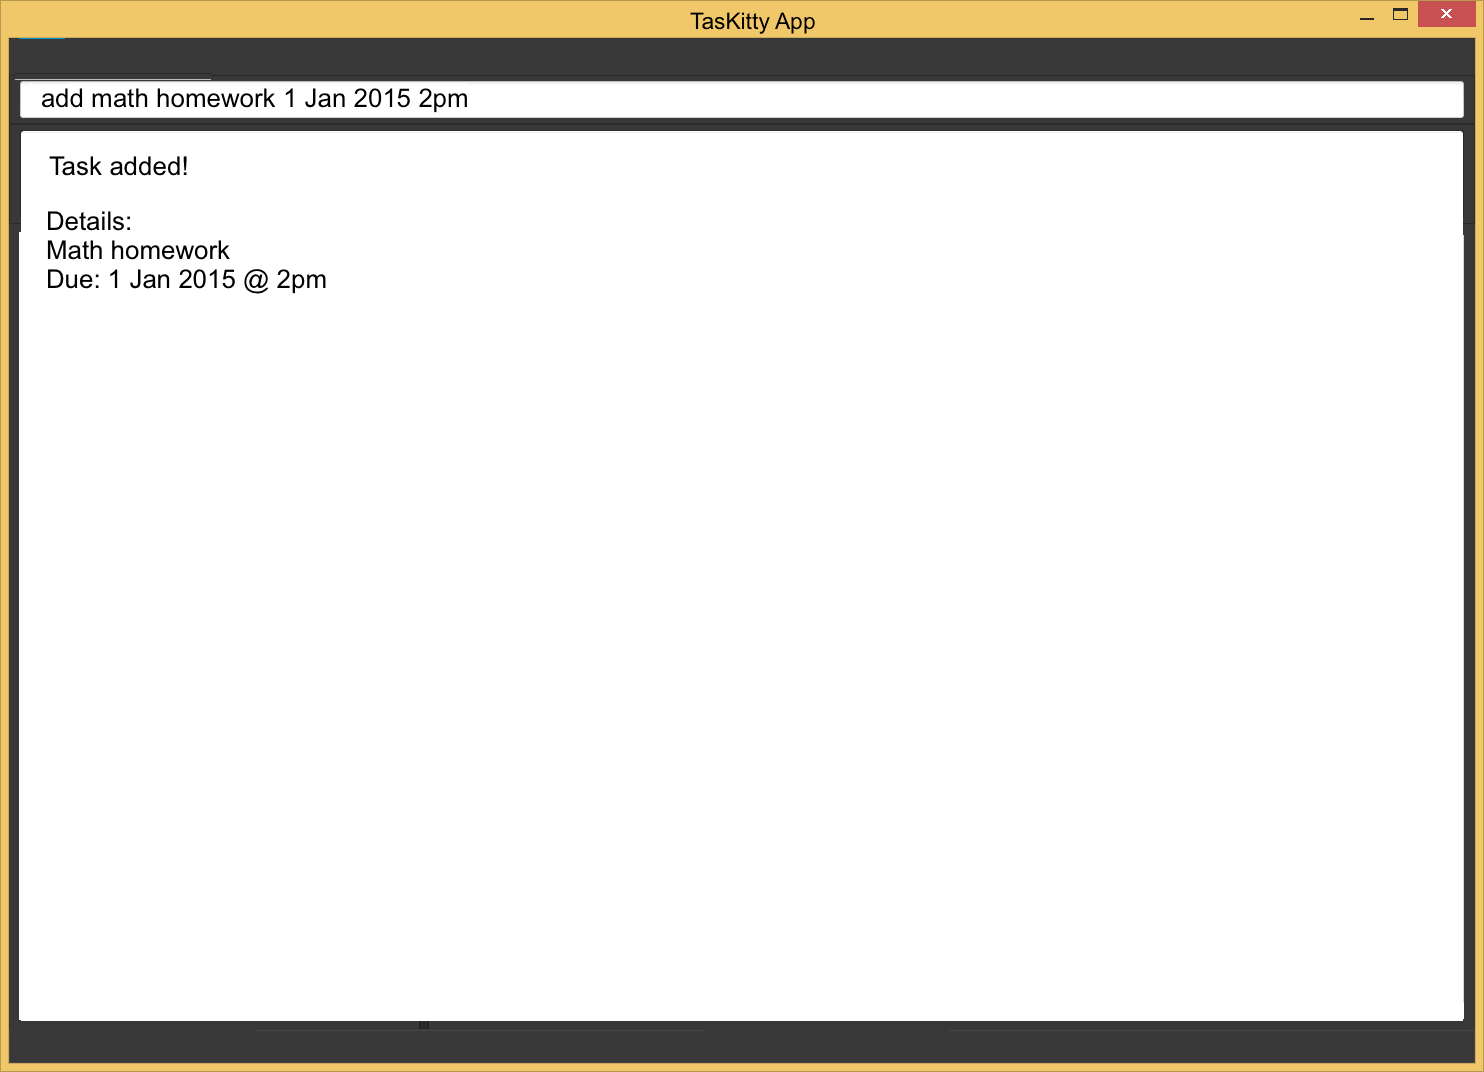 TasKitty App
add math homework 1 Jan 2015 2pm
Task added!
Details:
Math homework
Due: 1 Jan 2015 @ 2pm